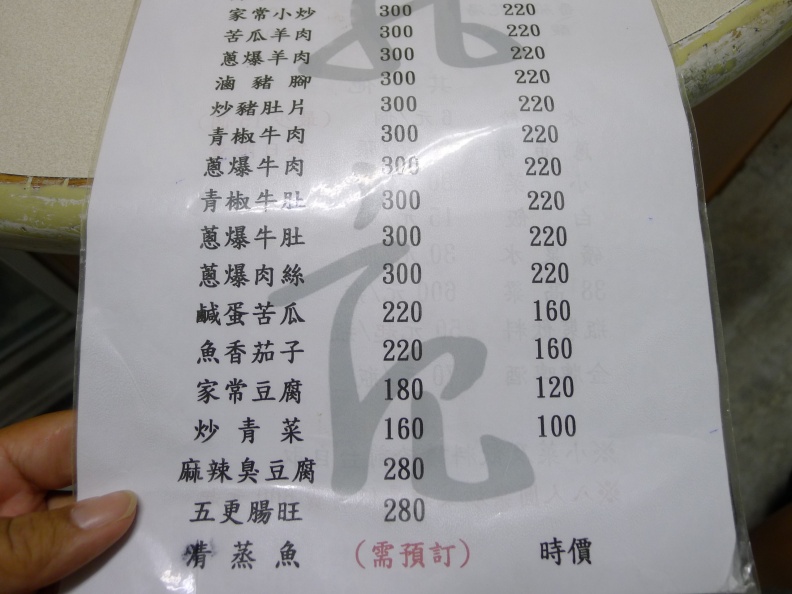 家常小炒 300 220
苦瓜羊肉 300 220
蔥爆羊肉 300 220
滷豬腳 300 220
炒豬肚片 300 220
青椒牛肉 300 220
蔥爆牛肉 300 220
青椒牛肚 300 220
蔥爆牛肚 300 220
蔥爆肉絲 300 220
鹹蛋苦瓜 220 160
魚香茄子 220 160
家常豆腐 180 120
炒青菜 160 100
麻辣臭豆腐 280
五更腸旺 280
清蒸魚 (需預訂) 時價